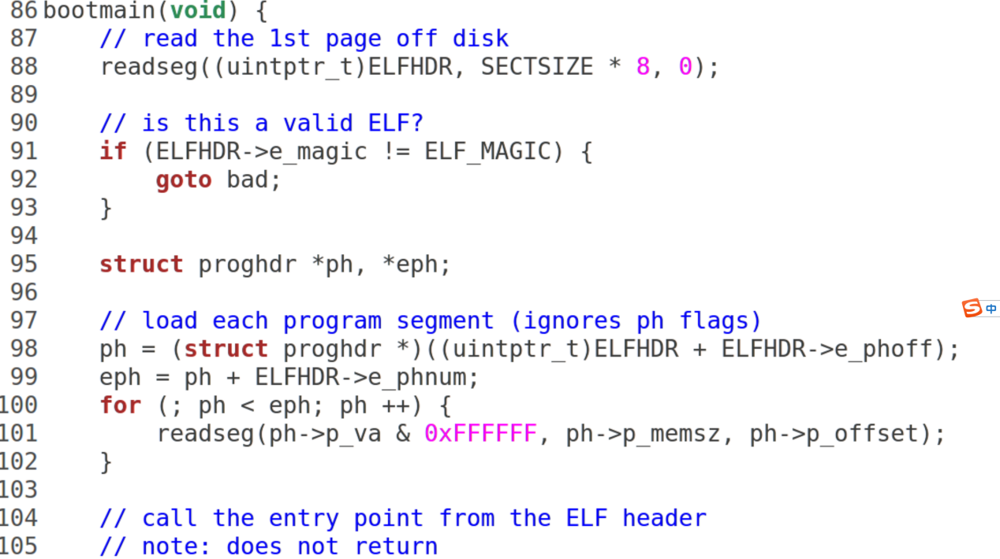 86 bootmain(void) {
87     // read the 1st page off disk
88     readseg((uintptr_t)ELFHDR, SECTSIZE * 8, 0);
89
90     // is this a valid ELF?
91     if (ELFHDR->e_magic != ELF_MAGIC) {
92         goto bad;
93     }
94
95     struct proghdr *ph, *eph;
96
97     // load each program segment (ignores ph flags)
98     ph = (struct proghdr *)((uintptr_t)ELFHDR + ELFHDR->e_phoff);
99     eph = ph + ELFHDR->e_phnum;
100     for (; ph < eph; ph ++) {
101         readseg(ph->p_va & 0xFFFFFF, ph->p_memsz, ph->p_offset);
102     }
103
104     // call the entry point from the ELF header
105     // note: does not return
S 中